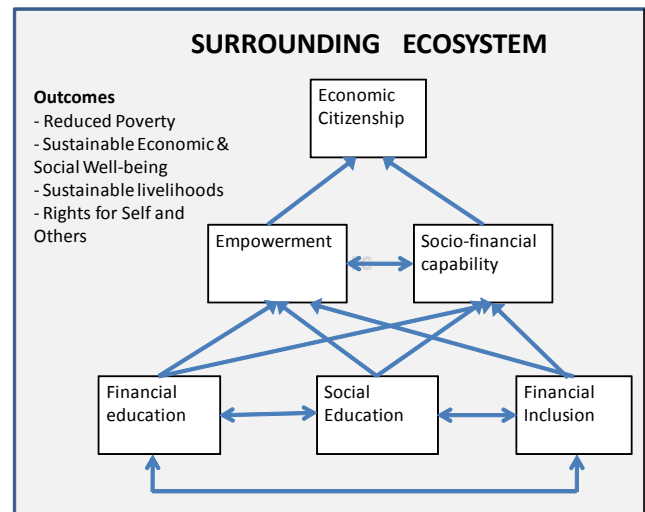 SURROUNDING ECOSYSTEM
Outcomes
- Reduced Poverty
- Sustainable Economic &
Social Well-being
- Sustainable livelihoods
- Rights for Self and
Others
Economic
Citizenship
Empowerment
Socio-financial
capability
Financial
education
Social
Education
Financial
Inclusion